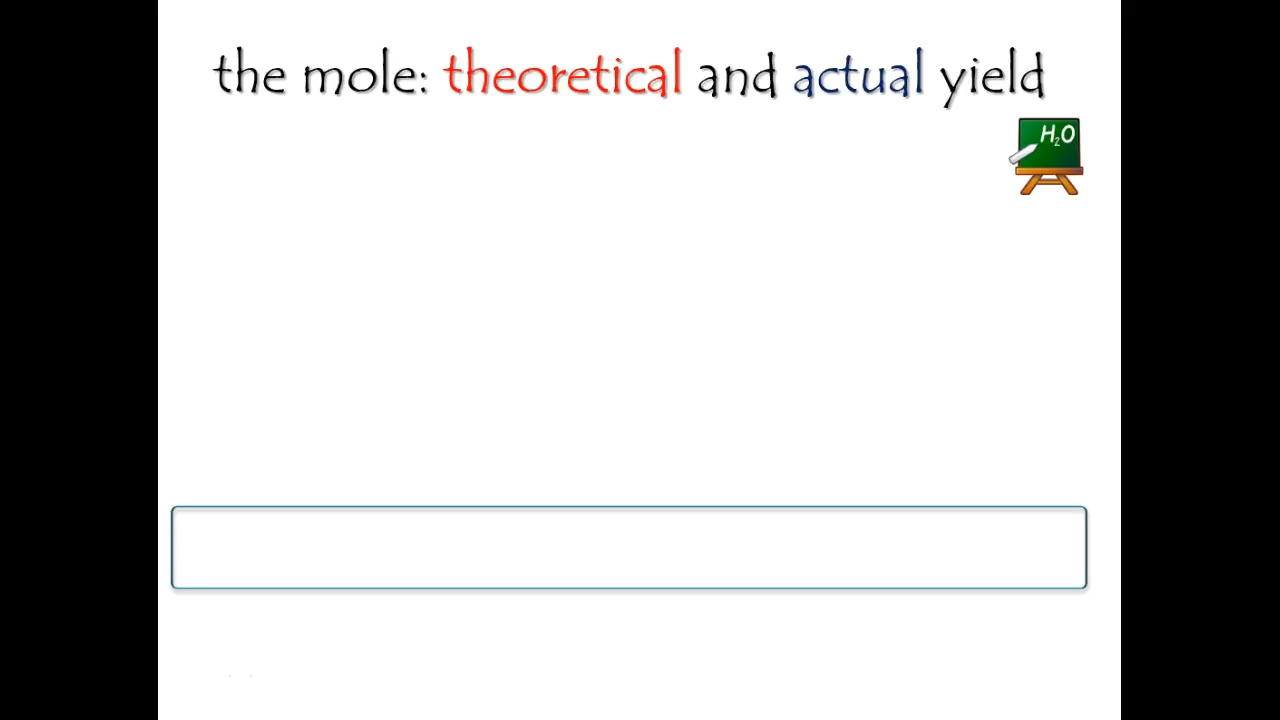 the mole: theoretical and actual yield
H₂O